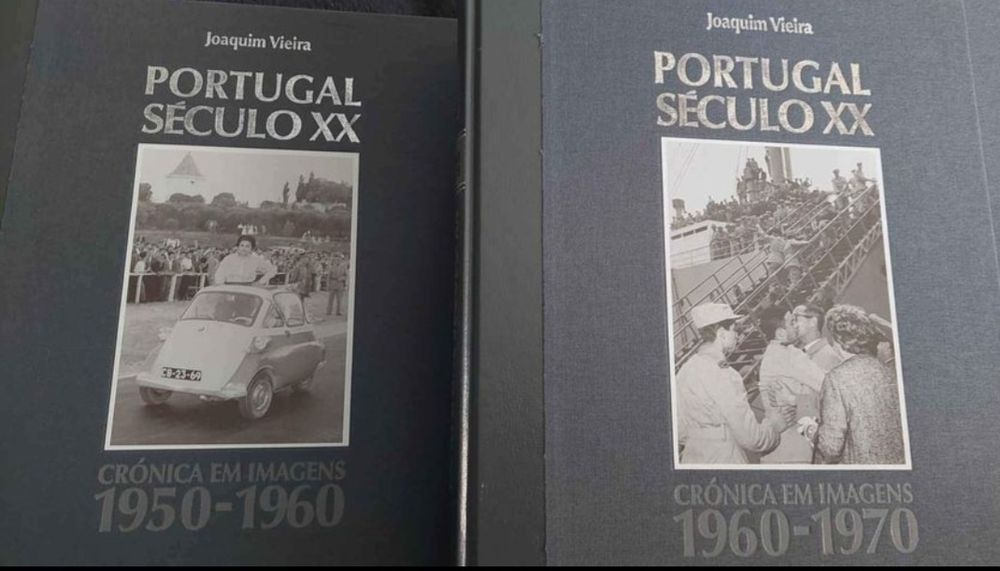 Joaquim Vieira
PORTUGAL
SÉCULO XX
CB-23-69
CRÓNICA EM IMAGENS
1950-1960
Joaquim Vieira
PORTUGAL
SÉCULO XX
CRÓNICA EM IMAGENS
1960-1970